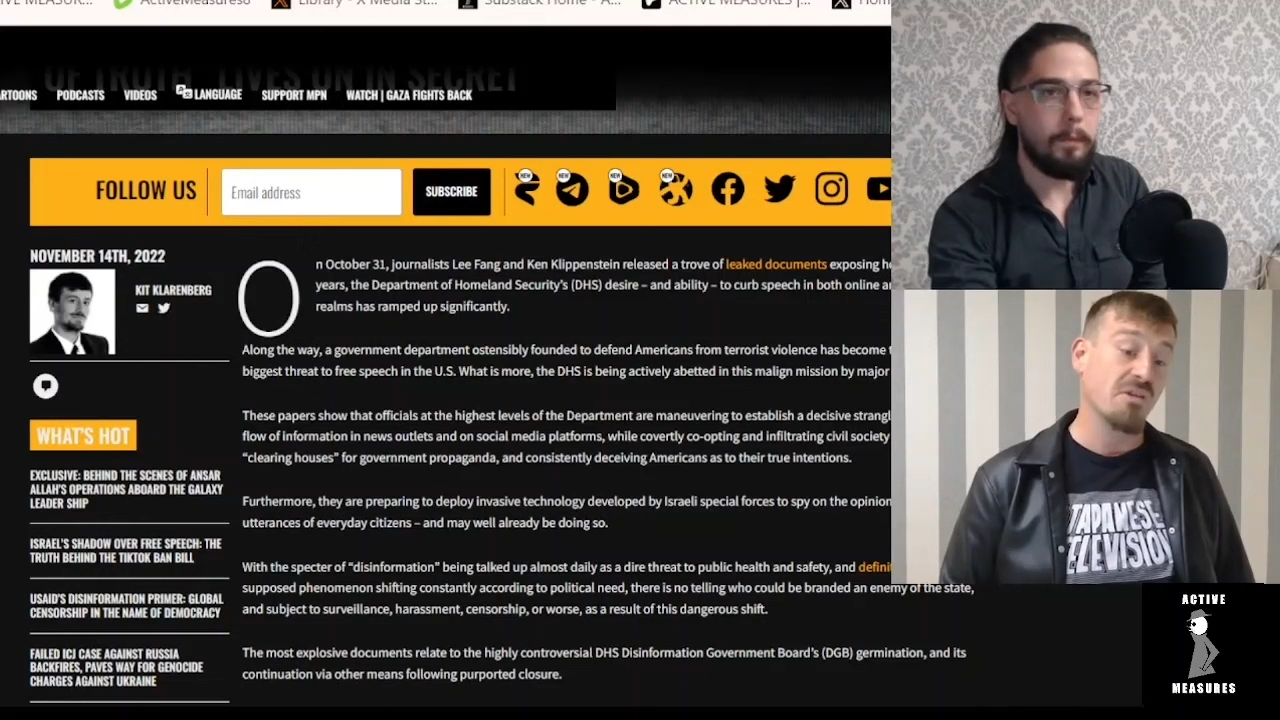 ActiveMeasures6
Library - X Media St...
Substack Home - A...
ACTIVE MEASURES |...
OF TRUTH" LIVES ON IN SECRET
RTOONS PODCASTS VIDEOS LANGUAGE SUPPORT MPN WATCH | GAZA FIGHTS BACK
FOLLOW US Email address SUBSCRIBE NEW NEW NEW NEW
NOVEMBER 14TH, 2022
KIT KLARENBERG
On October 31, journalists Lee Fang and Ken Klippenstein released a trove of leaked documents exposing
years, the Department of Homeland Security's (DHS) desire – and ability – to curb speech in both online
realms has ramped up significantly.
Along the way, a government department ostensibly founded to defend Americans from terrorist violence has become
biggest threat to free speech in the U.S. What is more, the DHS is being actively abetted in this malign mission by major
These papers show that officials at the highest levels of the Department are maneuvering to establish a decisive
flow of information in news outlets and on social media platforms, while covertly co-opting and infiltrating civil society
“clearing houses” for government propaganda, and consistently deceiving Americans as to their true intentions.
Furthermore, they are preparing to deploy invasive technology developed by Israeli special forces to spy on the opinion
utterances of everyday citizens – and may well already be doing so.
With the specter of “disinformation” being talked up almost daily as a dire threat to public health and safety, and
supposed phenomenon shifting constantly according to political need, there is no telling who could be branded an enemy of the state,
and subject to surveillance, harassment, censorship, or worse, as a result of this dangerous shift.
The most explosive documents relate to the highly controversial DHS Disinformation Government Board's (DGB) germination, and its
continuation via other means following purported closure.
WHAT'S HOT
EXCLUSIVE: BEHIND THE SCENES OF ANSAR
ALLAH'S OPERATIONS ABOARD THE GALAXY
LEADER SHIP
ISRAEL'S SHADOW OVER FREE SPEECH: THE
TRUTH BEHIND THE TIKTOK BAN BILL
USAID'S DISINFORMATION PRIMER: GLOBAL
CENSORSHIP IN THE NAME OF DEMOCRACY
FAILED ICJ CASE AGAINST RUSSIA
BACKFIRES, PAVES WAY FOR GENOCIDE
CHARGES AGAINST UKRAINE
TAPANESE
TELEVISION
ACTIVE
MEASURES